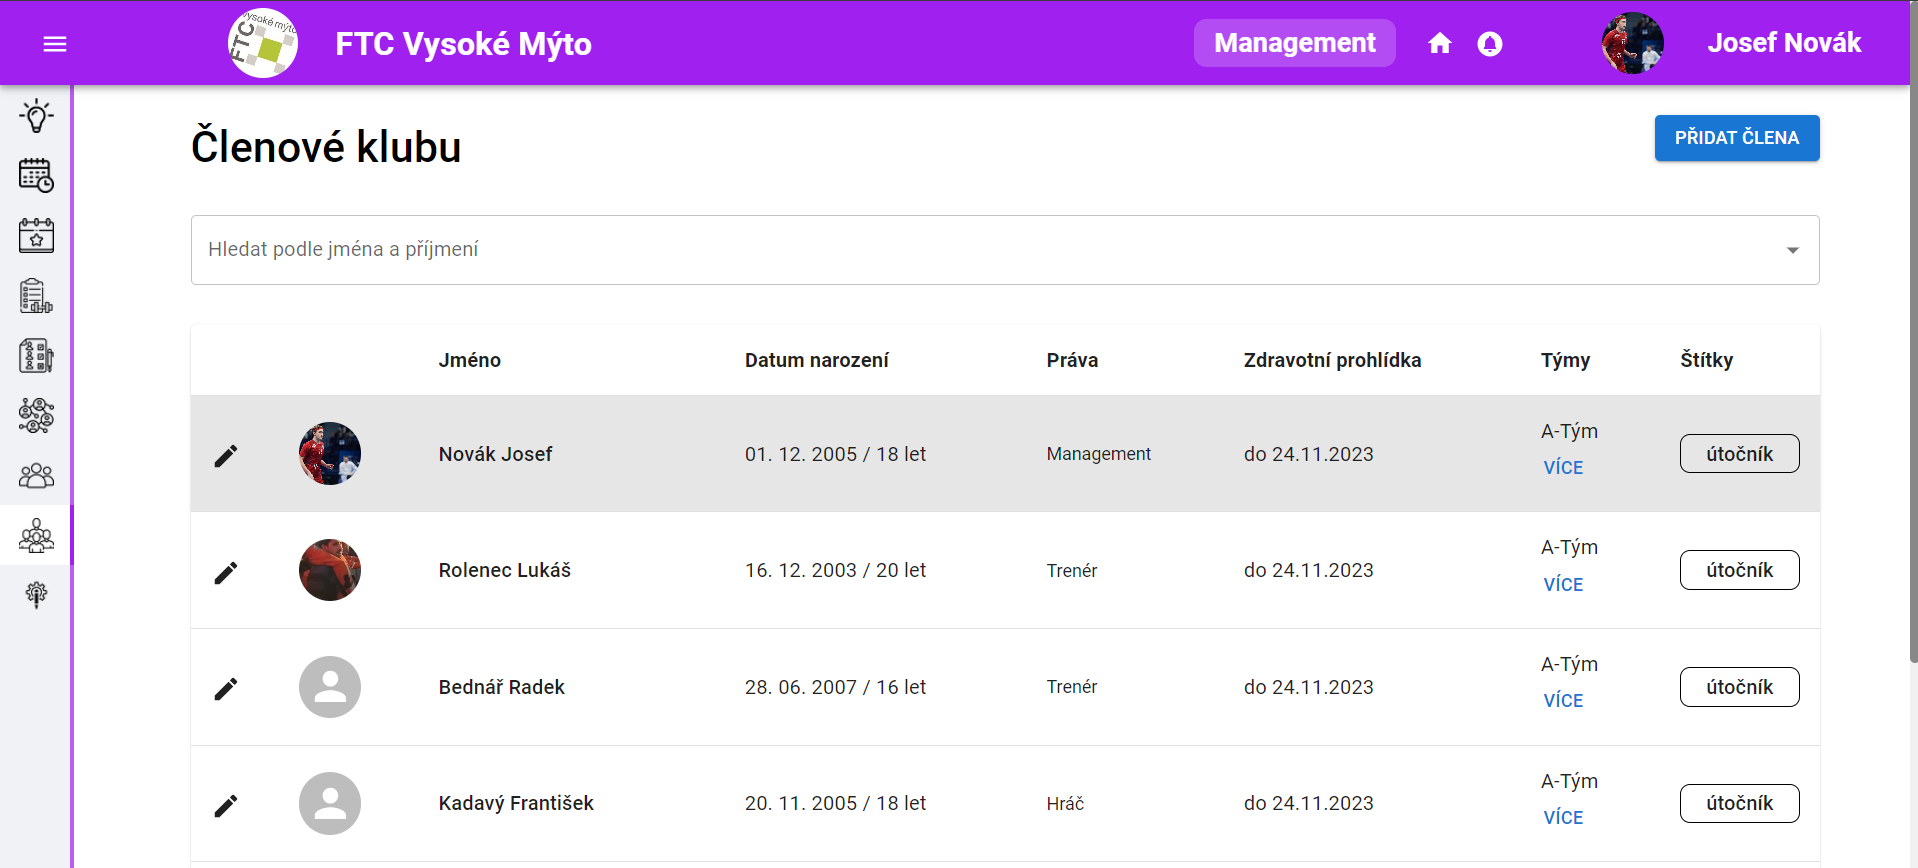 vysoké mýto
FTC
FTC Vysoké Mýto
Management
Josef Novák
Členové klubu
PŘIDAT ČLENA
Hledat podle jména a příjmení
Jméno Datum narození Práva Zdravotní prohlídka Týmy Štítky
Novák Josef 01. 12. 2005 / 18 let Management do 24.11.2023 A-Tým útočník
VÍCE
Rolenec Lukáš 16. 12. 2003 / 20 let Trenér do 24.11.2023 A-Tým útočník
VÍCE
Bednář Radek 28. 06. 2007 / 16 let Trenér do 24.11.2023 A-Tým útočník
VÍCE
Kadavý František 20. 11. 2005 / 18 let Hráč do 24.11.2023 A-Tým útočník
VÍCE